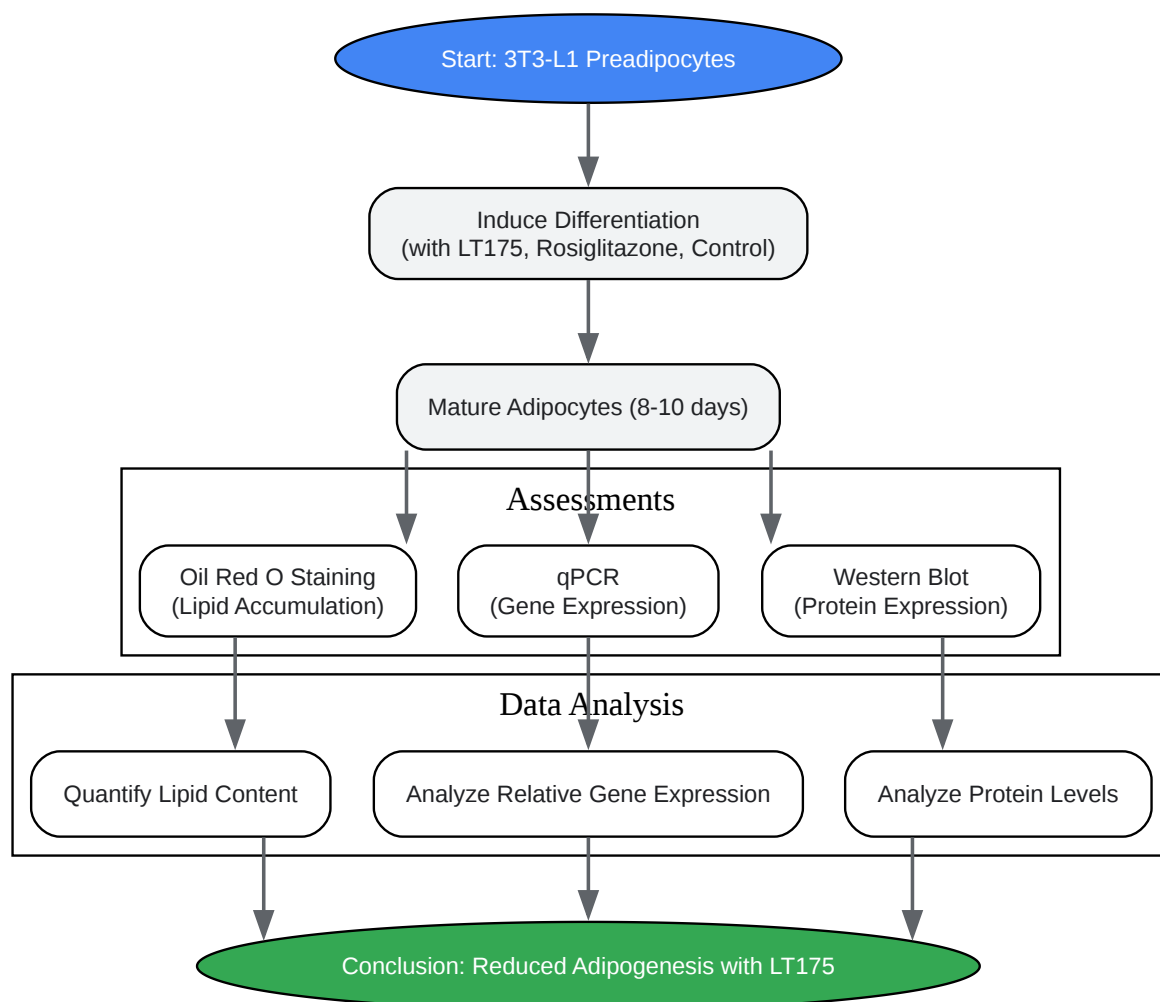 Start: 3T3-L1 Preadipocytes
Induce Differentiation
(with LT175, Rosiglitazone, Control)
Mature Adipocytes (8-10 days)
Assessments
Oil Red O Staining
(Lipid Accumulation)
qPCR
(Gene Expression)
Western Blot
(Protein Expression)
Data Analysis
Quantify Lipid Content
Analyze Relative Gene Expression
Analyze Protein Levels
Conclusion: Reduced Adipogenesis with LT175